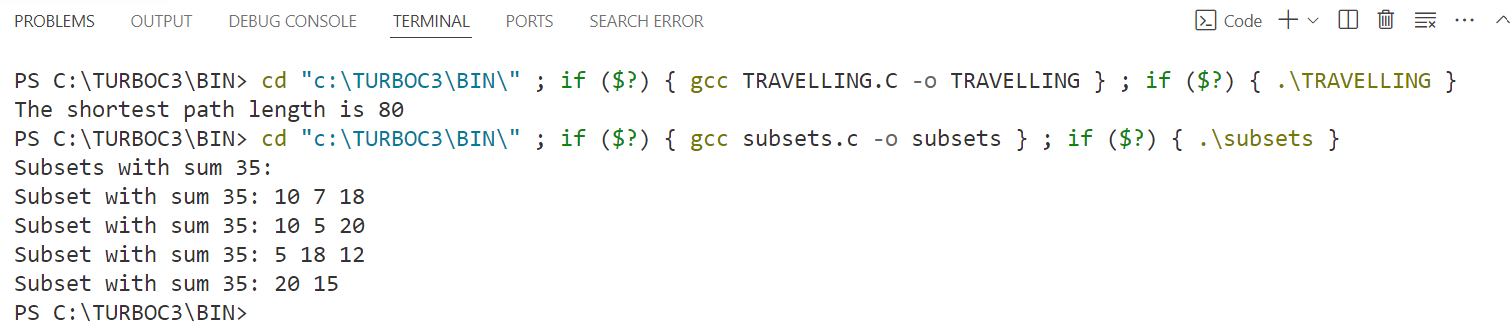 PROBLEMS OUTPUT DEBUG CONSOLE TERMINAL PORTS SEARCH ERROR Code
PS C:\TURBOC3\BIN> cd "c:\TURBOC3\BIN\" ; if ($?) { gcc TRAVELLING.C -o TRAVELLING } ; if ($?) { .\TRAVELLING }
The shortest path length is 80
PS C:\TURBOC3\BIN> cd "c:\TURBOC3\BIN\" ; if ($?) { gcc subsets.c -o subsets } ; if ($?) { .\subsets }
Subsets with sum 35:
Subset with sum 35: 10 7 18
Subset with sum 35: 10 5 20
Subset with sum 35: 5 18 12
Subset with sum 35: 20 15
PS C:\TURBOC3\BIN>